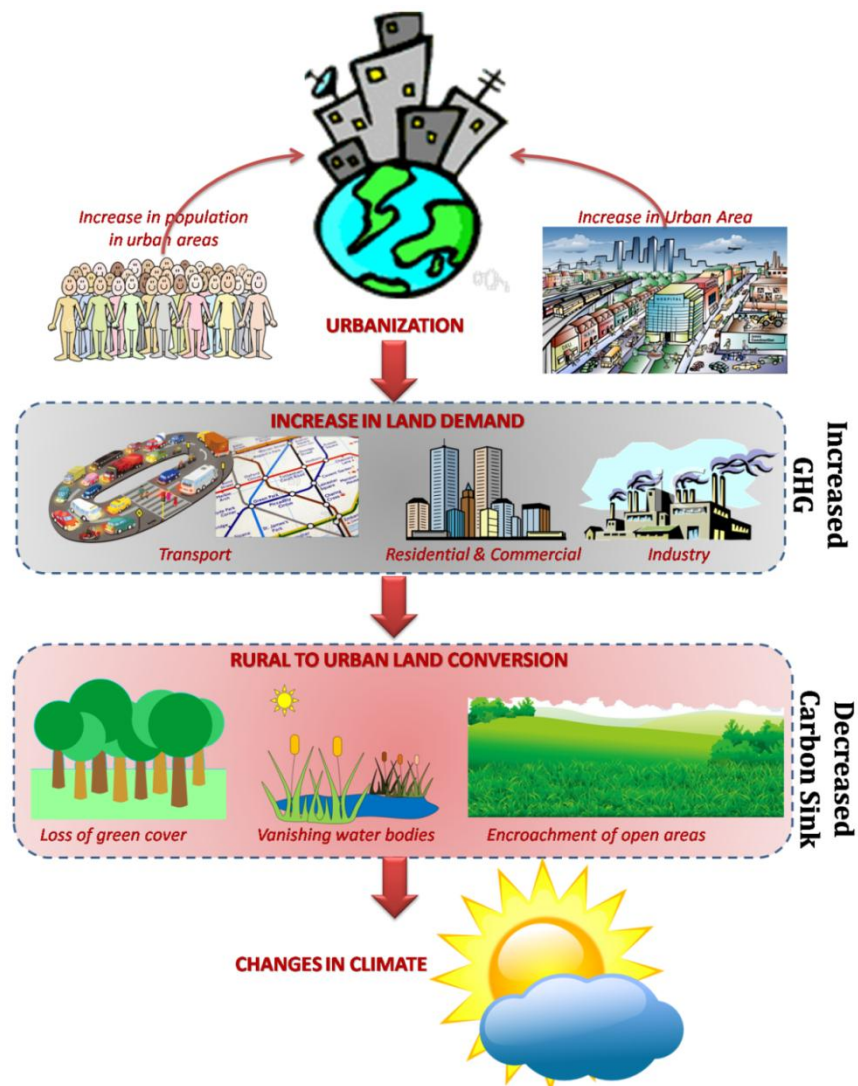 Increase in population
in urban areas
Increase in Urban Area
HOSPITAL
URBANIZATION
INCREASE IN LAND DEMAND
Increased
GHG
Transport
Residential & Commercial
Industry
RURAL TO URBAN LAND CONVERSION
Decreased
Carbon Sink
Loss of green cover
Vanishing water bodies
Encroachment of open areas
CHANGES IN CLIMATE